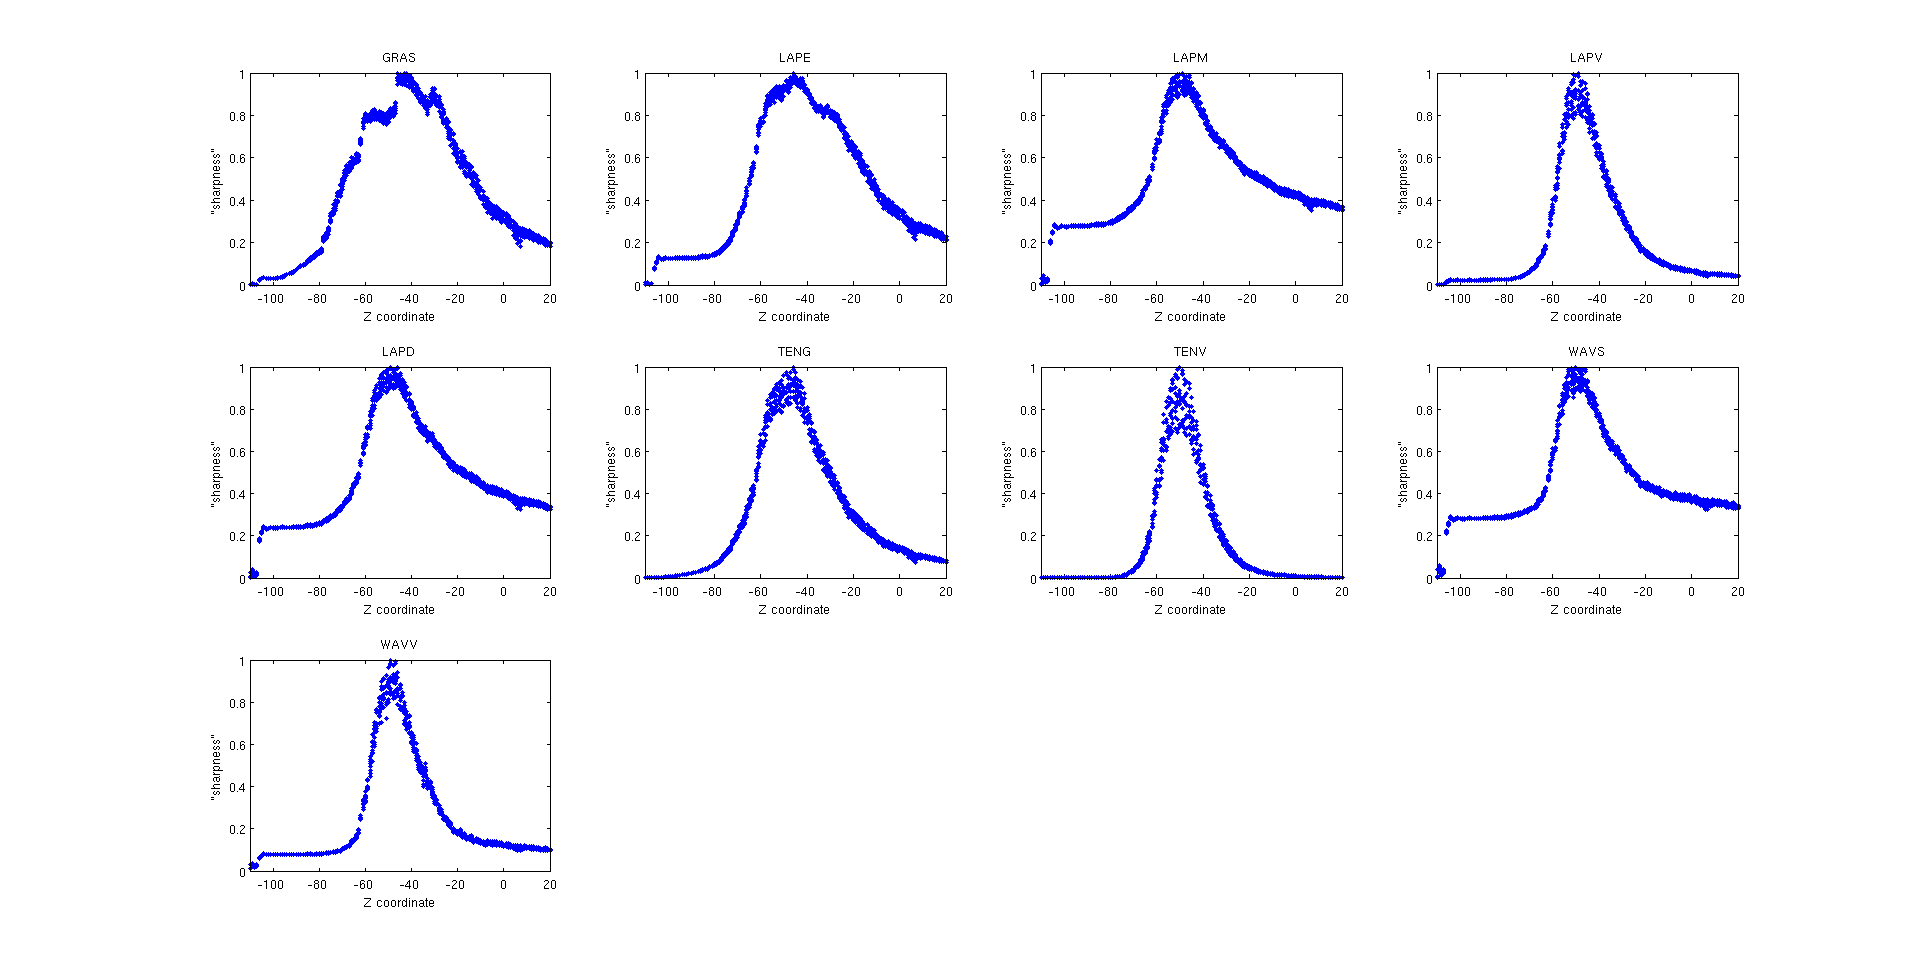 GRAS LAPE LAPM LAPV
1 1 1 1
0.8 0.8 0.8 0.8
0.6 0.6 0.6 0.6
"sharpness" "sharpness" "sharpness" "sharpness"
0.4 0.4 0.4 0.4
0.2 0.2 0.2 0.2
0 0 0 0
-100 -80 -60 -40 -20 0 20 -100 -80 -60 -40 -20 0 20 -100 -80 -60 -40 -20 0 20 -100 -80 -60 -40 -20 0 20
Z coordinate Z coordinate Z coordinate Z coordinate
LAPD TENG TENV WAVS
1 1 1 1
0.8 0.8 0.8 0.8
0.6 0.6 0.6 0.6
"sharpness" "sharpness" "sharpness" "sharpness"
0.4 0.4 0.4 0.4
0.2 0.2 0.2 0.2
0 0 0 0
-100 -80 -60 -40 -20 0 20 -100 -80 -60 -40 -20 0 20 -100 -80 -60 -40 -20 0 20 -100 -80 -60 -40 -20 0 20
Z coordinate Z coordinate Z coordinate Z coordinate
WAVV
1
0.8
0.6
"sharpness"
0.4
0.2
0
-100 -80 -60 -40 -20 0 20
Z coordinate